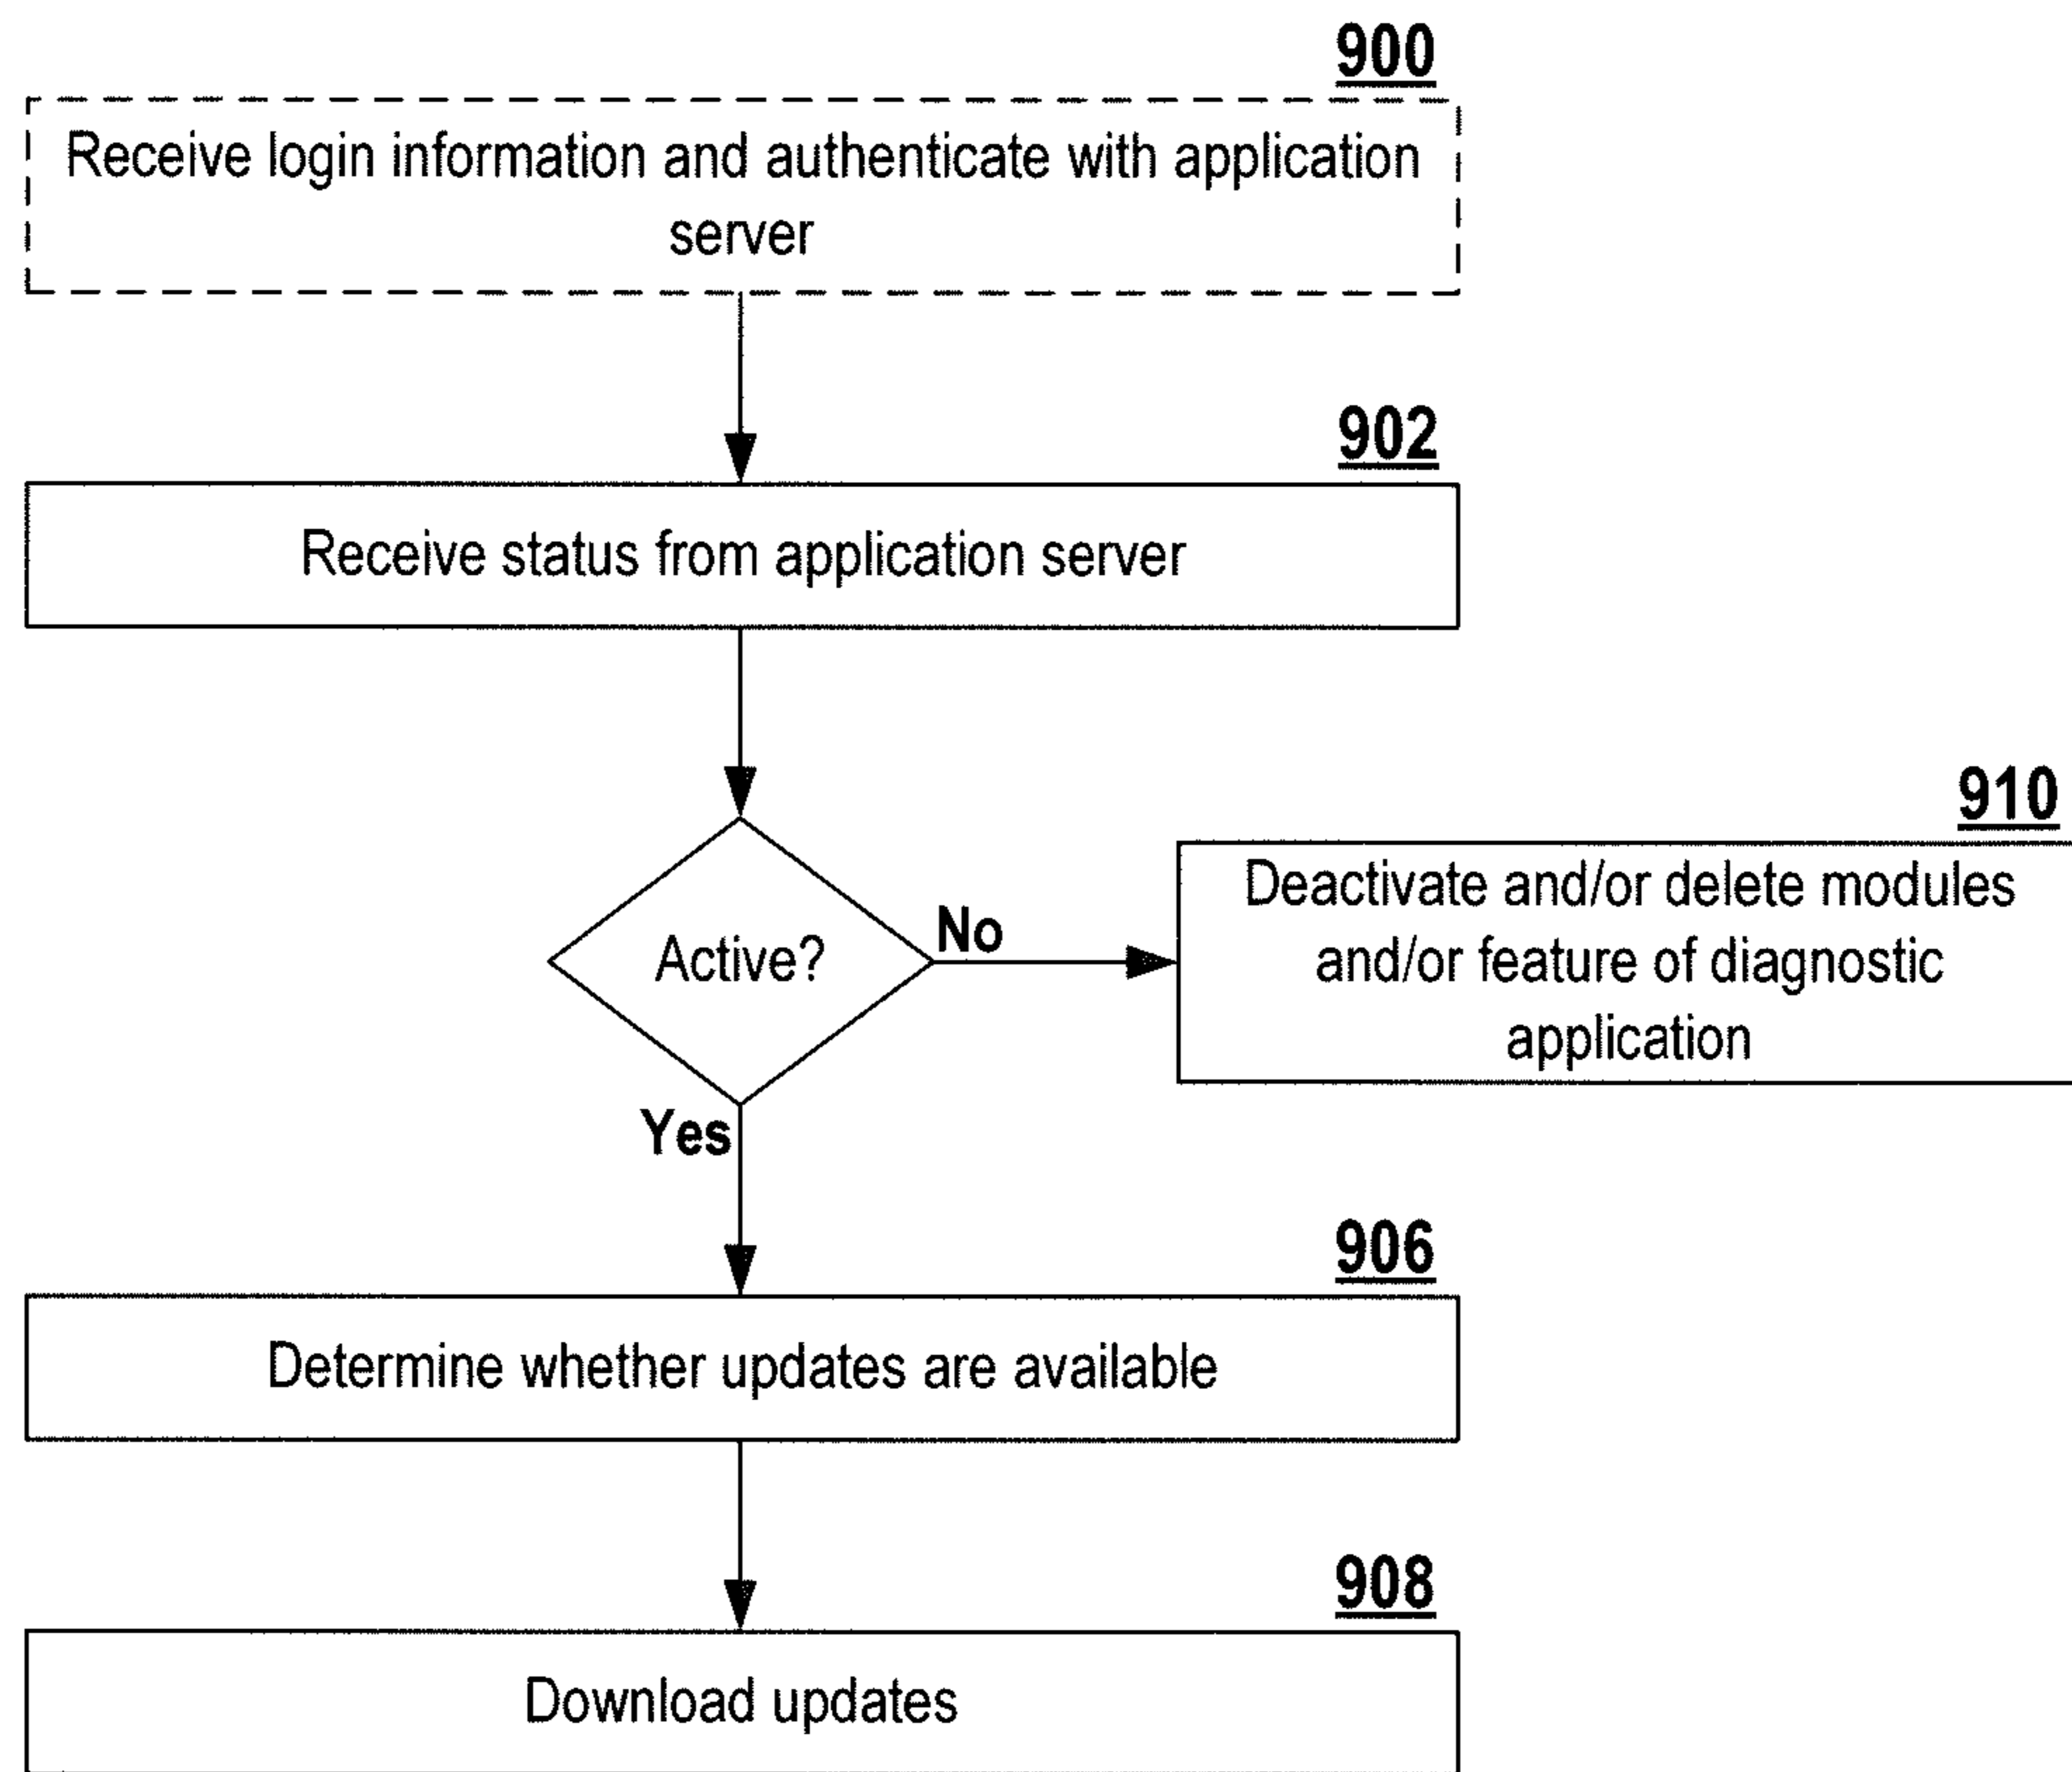 900
Receive login information and authenticate with application
server
902
Receive status from application server
910
Deactivate and/or delete modules
and/or feature of diagnostic
application
Active?
No
Yes
906
Determine whether updates are available
908
Download updates